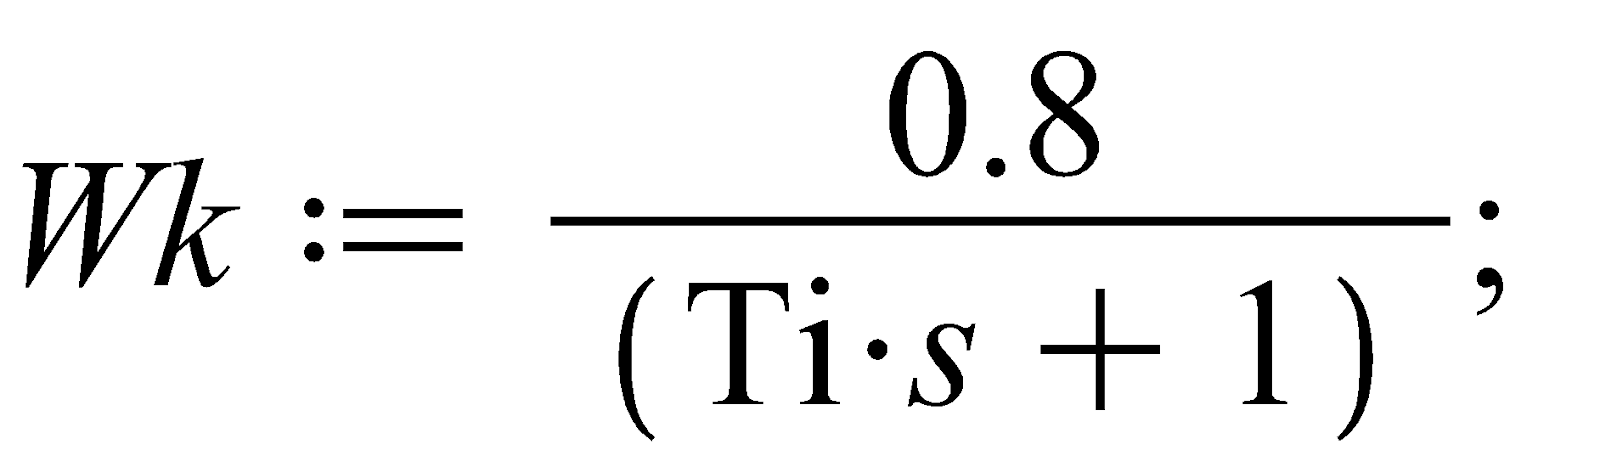 Wk := 0.8 / (Ti·s + 1) ;